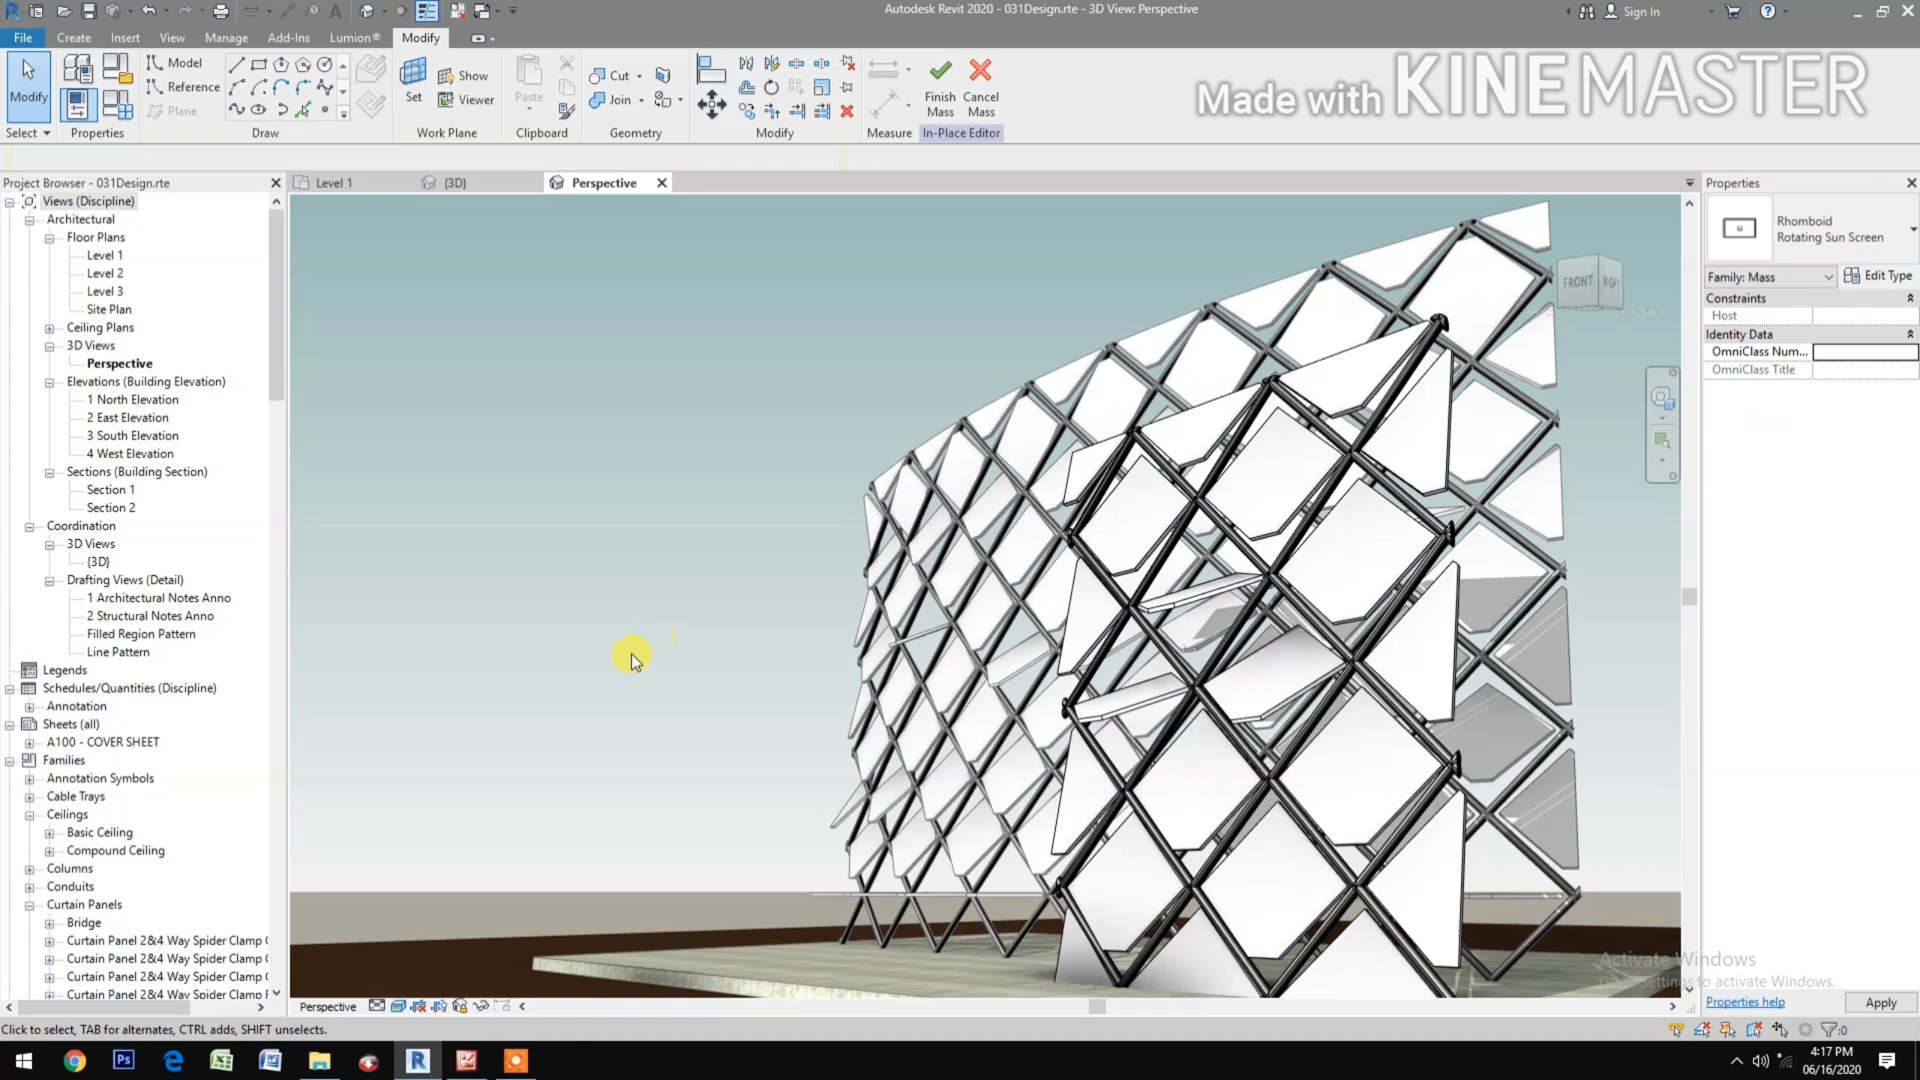 Autodesk Revit 2020 - 031Design.rte - 3D View: Perspective
Sign In
File Create Insert View Manage Add-Ins Lumion® Modify
Made with KINEMASTER
Modify
Select
Properties
Model
Reference
Plane
Draw
Set
Show
Viewer
Work Plane
Paste
Clipboard
Cut
Join
Geometry
Modify
Measure
Finish Mass
Cancel Mass
In-Place Editor
Project Browser - 031Design.rte
Level 1
{3D}
Perspective
Views (Discipline)
Architectural
Floor Plans
Level 1
Level 2
Level 3
Site Plan
Ceiling Plans
3D Views
Perspective
Elevations (Building Elevation)
1 North Elevation
2 East Elevation
3 South Elevation
4 West Elevation
Sections (Building Section)
Section 1
Section 2
Coordination
3D Views
{3D}
Drafting Views (Detail)
1 Architectural Notes Anno
2 Structural Notes Anno
Filled Region Pattern
Line Pattern
Legends
Schedules/Quantities (Discipline)
Annotation
Sheets (all)
A100 - COVER SHEET
Families
Annotation Symbols
Cable Trays
Ceilings
Basic Ceiling
Compound Ceiling
Columns
Conduits
Curtain Panels
Bridge
Curtain Panel 2&4 Way Spider Clamp
Curtain Panel 2&4 Way Spider Clamp
Curtain Panel 2&4 Way Spider Clamp
Curtain Panel 2&4 Way Spider Clamp
FRONT
Properties
Rhomboid
Rotating Sun Screen
Family: Mass
Edit Type
Constraints
Host
Identity Data
OmniClass Num...
OmniClass Title
Activate Windows
Settings to activate Windows.
Properties help
Apply
Perspective
Click to select, TAB for alternates, CTRL adds, SHIFT unselects.
:0
4:17 PM
06/16/2020